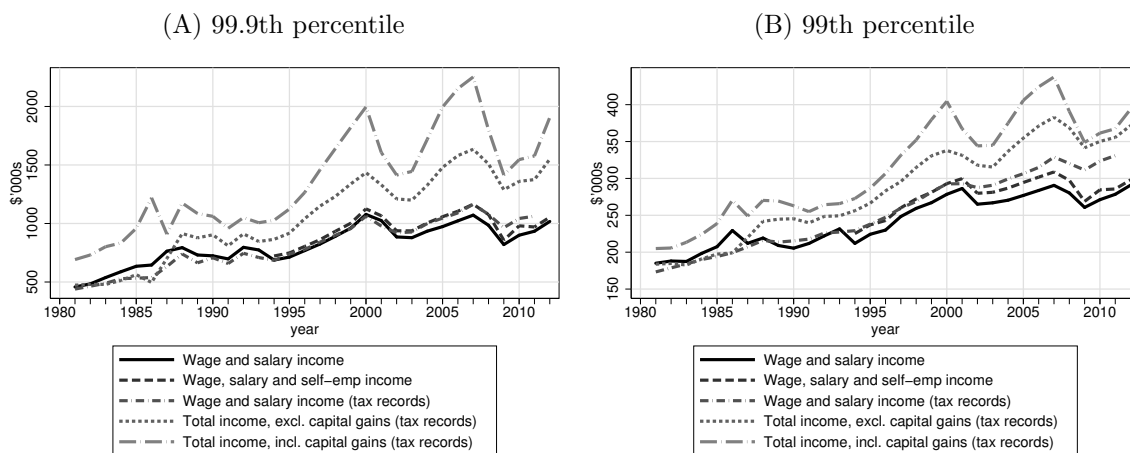 (A) 99.9th percentile
$'000s
2000
1500
1000
500
1980 1985 1990 1995 2000 2005 2010
year
Wage and salary income
Wage, salary and self-emp income
Wage and salary income (tax records)
Total income, excl. capital gains (tax records)
Total income, incl. capital gains (tax records)
(B) 99th percentile
$'000s
400
350
300
250
200
150
1980 1985 1990 1995 2000 2005 2010
year
Wage and salary income
Wage, salary and self-emp income
Wage and salary income (tax records)
Total income, excl. capital gains (tax records)
Total income, incl. capital gains (tax records)